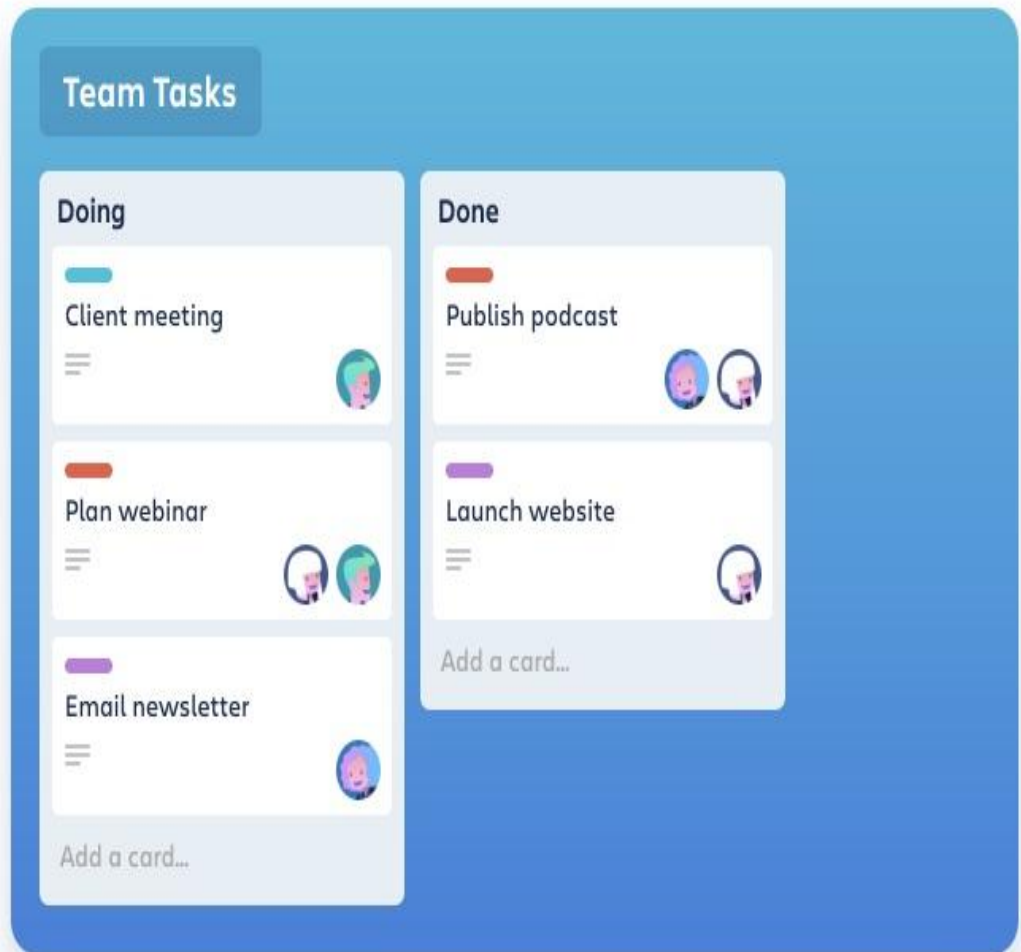 Team Tasks
Doing
Client meeting
Plan webinar
Email newsletter
Add a card...
Done
Publish podcast
Launch website
Add a card...